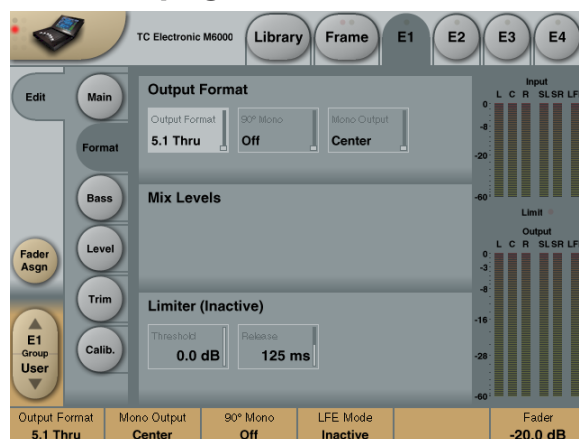 TC Electronic M6000
Library
Frame
E1
E2
E3
E4
Edit
Main
Format
Bass
Level
Trim
Calib.
Fader
Asgn
E1
Group
User
Output Format
Output Format
5.1 Thru
90° Mono
Off
Mono Output
Center
Mix Levels
Limiter (Inactive)
Threshold
0.0 dB
Release
125 ms
Input
L C R SL SR LF
0
-8
-20
-60
Limit
Output
L C R SL SR LF
0
-3
-8
-16
-28
-60
Output Format
5.1 Thru
Mono Output
Center
90° Mono
Off
LFE Mode
Inactive
Fader
-20.0 dB